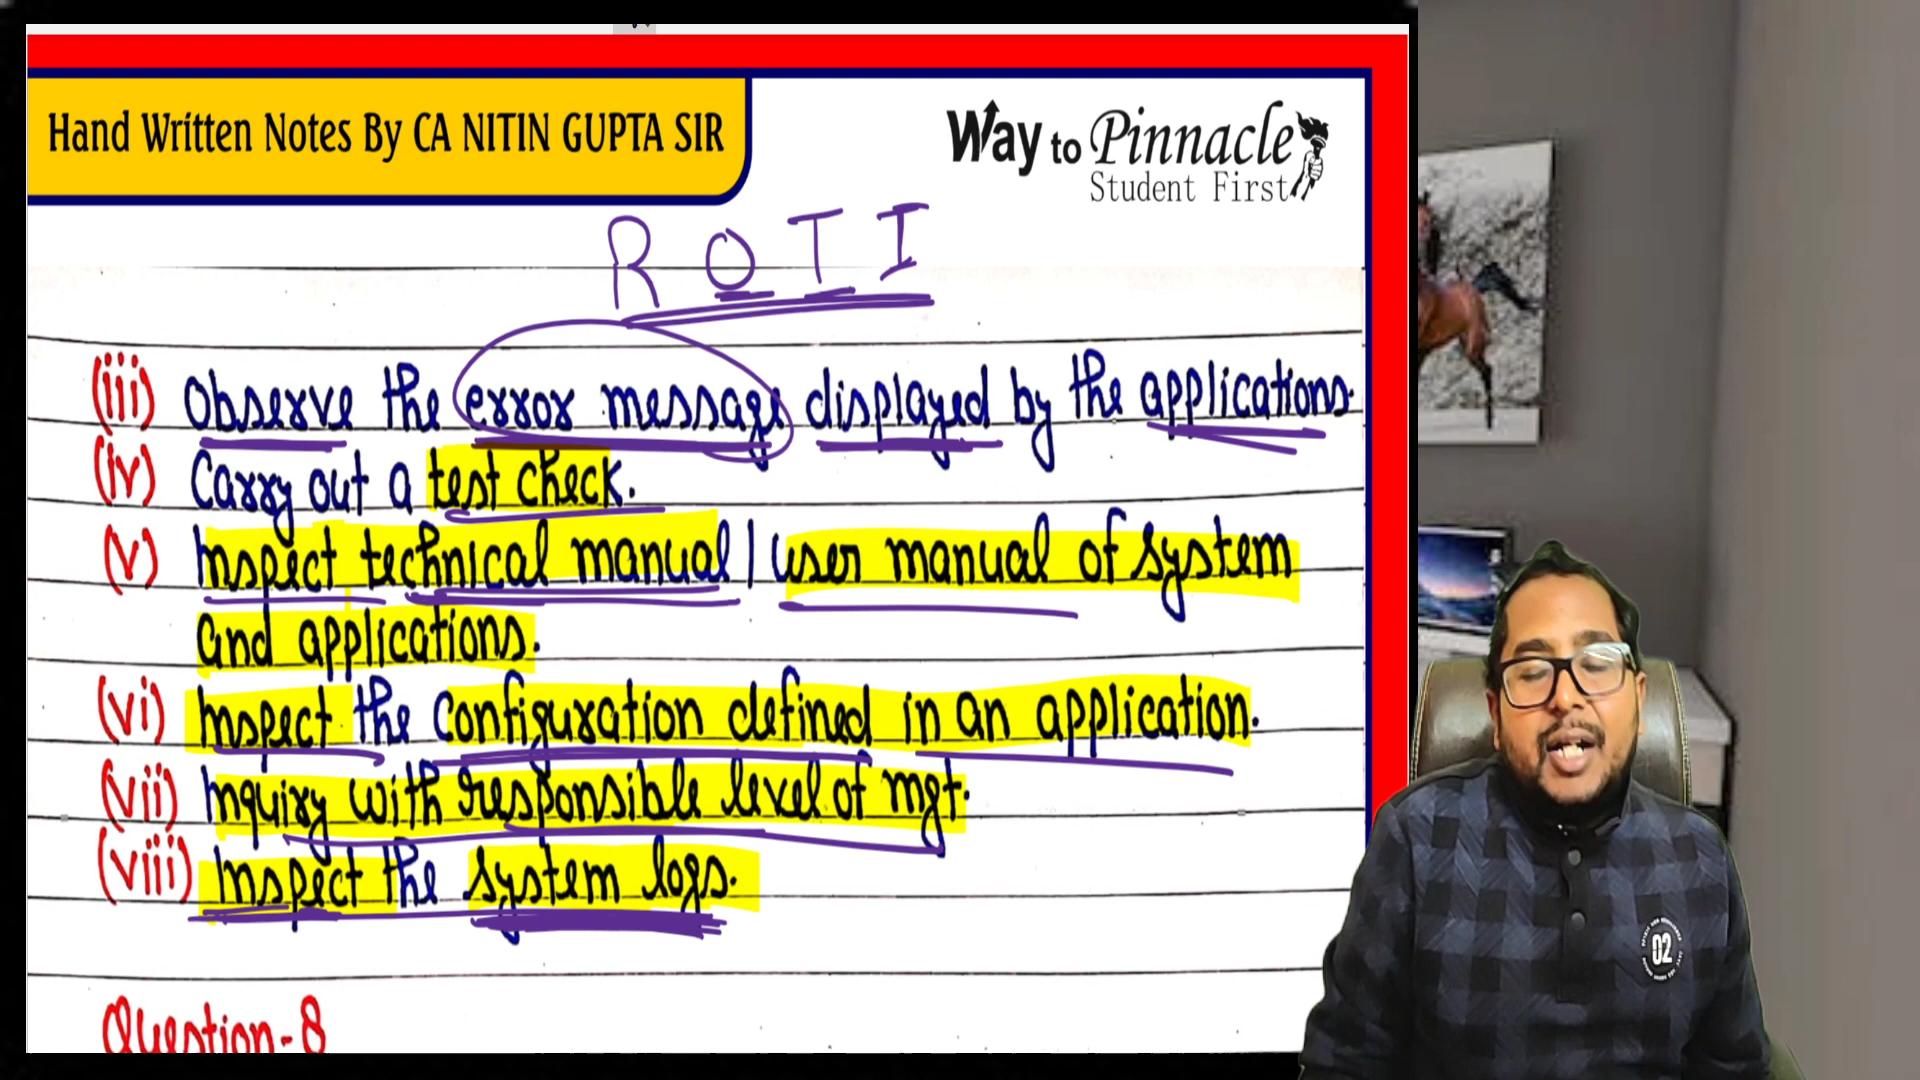 Hand Written Notes By CA NITIN GUPTA SIR
Way to Pinnacle
Student First
R O T I
(iii) Observe the error message displayed by the applications.
(iv) Carry out a test check.
(v) Inspect technical manual / user manual of system
and applications.
(vi) Inspect the configuration defined in an application.
(vii) Inquiry with responsible level of mgt.
(viii) Inspect the system logs.
Question-8
02